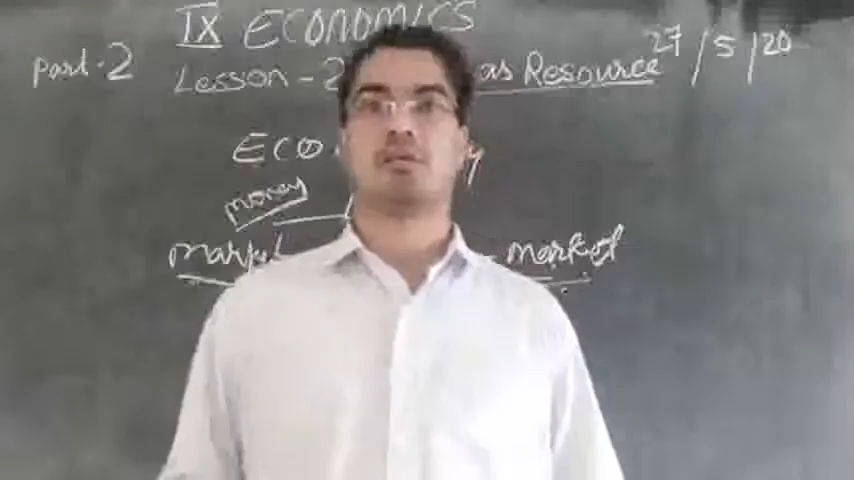 IX ECONOMICS
Part-2 Lesson - 2 as Resource 27/5/20
ECO y
money
market market